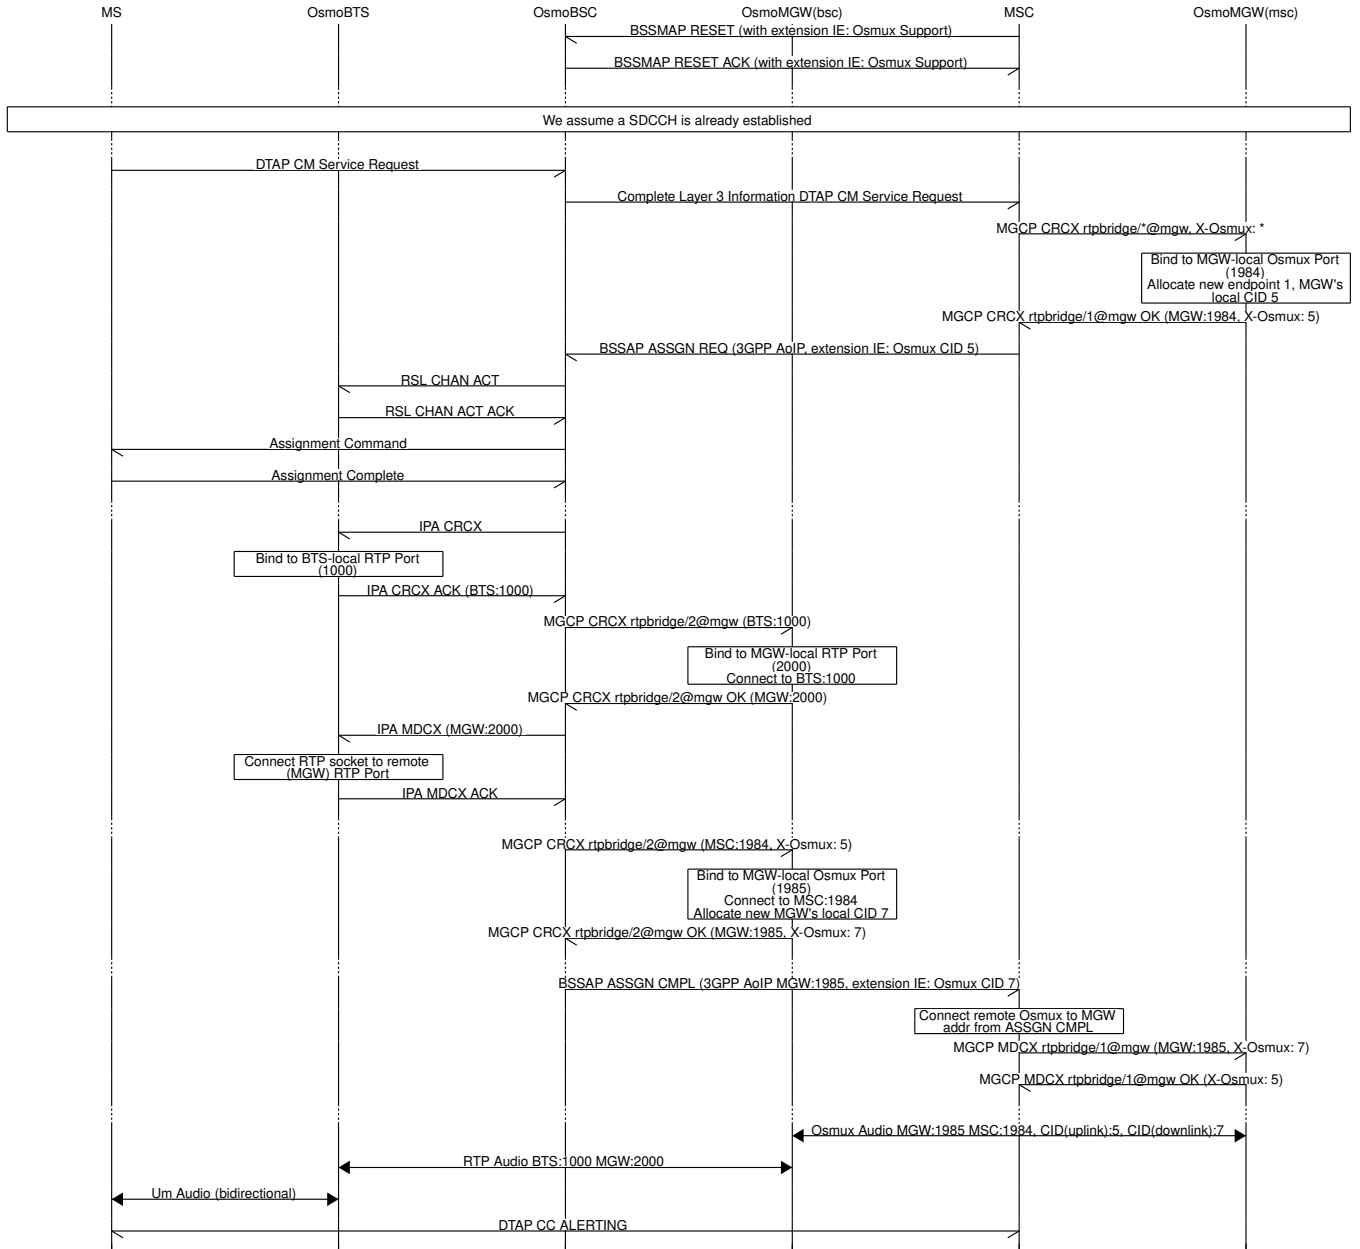 MS OsmoBTS OsmoBSC OsmoMGW(bsc) MSC OsmoMGW(msc)
BSSMAP RESET (with extension IE: Osmux Support)
BSSMAP RESET ACK (with extension IE: Osmux Support)
We assume a SDCCH is already established
DTAP CM Service Request
Complete Layer 3 Information DTAP CM Service Request
MGCP CRCX rtpbridge/*@mgw, X-Osmux: *
Bind to MGW-local Osmux Port
(1984)
Allocate new endpoint 1, MGW's
local CID 5
MGCP CRCX rtpbridge/1@mgw OK (MGW:1984, X-Osmux: 5)
BSSAP ASSGN REQ (3GPP AoIP, extension IE: Osmux CID 5)
RSL CHAN ACT
RSL CHAN ACT ACK
Assignment Command
Assignment Complete
IPA CRCX
Bind to BTS-local RTP Port
(1000)
IPA CRCX ACK (BTS:1000)
MGCP CRCX rtpbridge/2@mgw (BTS:1000)
Bind to MGW-local RTP Port
(2000)
Connect to BTS:1000
MGCP CRCX rtpbridge/2@mgw OK (MGW:2000)
IPA MDCX (MGW:2000)
Connect RTP socket to remote
(MGW) RTP Port
IPA MDCX ACK
MGCP CRCX rtpbridge/2@mgw (MSC:1984, X-Osmux: 5)
Bind to MGW-local Osmux Port
(1985)
Connect to MSC:1984
Allocate new MGW's local CID 7
MGCP CRCX rtpbridge/2@mgw OK (MGW:1985, X-Osmux: 7)
BSSAP ASSGN CMPL (3GPP AoIP MGW:1985, extension IE: Osmux CID 7)
Connect remote Osmux to MGW
addr from ASSGN CMPL
MGCP MDCX rtpbridge/1@mgw (MGW:1985, X-Osmux: 7)
MGCP MDCX rtpbridge/1@mgw OK (X-Osmux: 5)
Osmux Audio MGW:1985 MSC:1984, CID(uplink):5, CID(downlink):7
RTP Audio BTS:1000 MGW:2000
Um Audio (bidirectional)
DTAP CC ALERTING